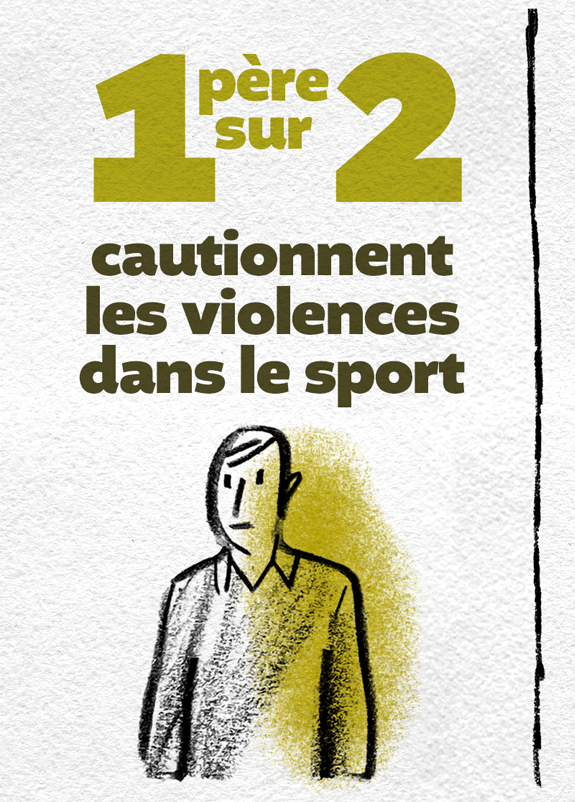 1 père sur 2
cautionnent
les violences
dans le sport